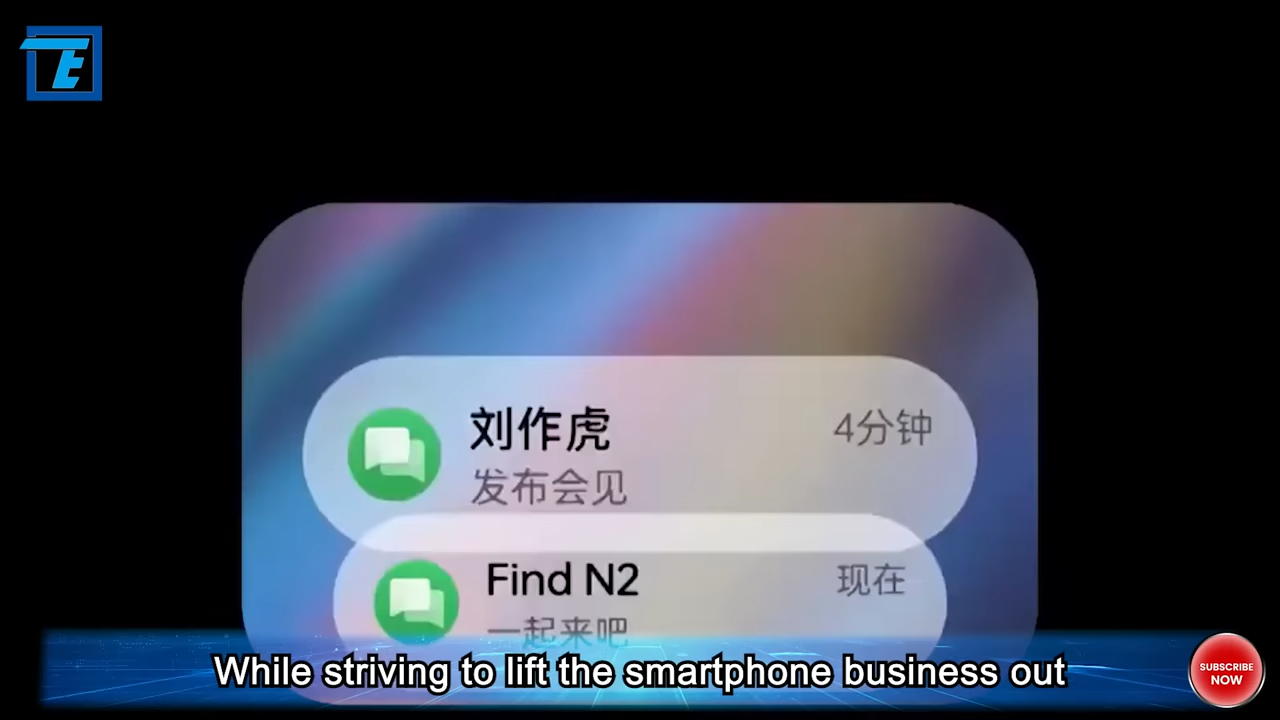 TE
刘作虎
4分钟
发布会见
Find N2
现在
一起来吧
While striving to lift the smartphone business out
SUBSCRIBE
NOW